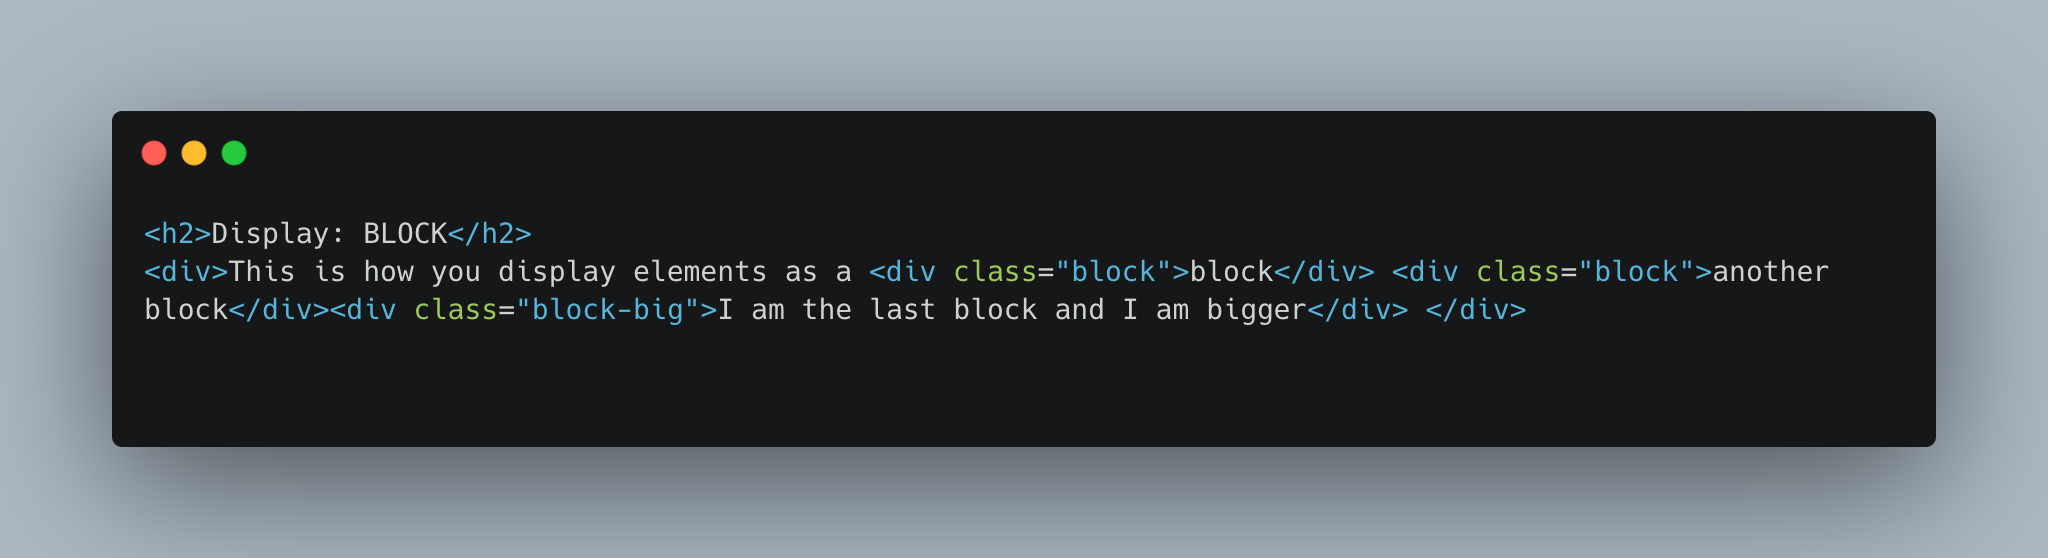 <h2>Display: BLOCK</h2>
<div>This is how you display elements as a <div class="block">block</div> <div class="block">another
block</div><div class="block-big">I am the last block and I am bigger</div> </div>